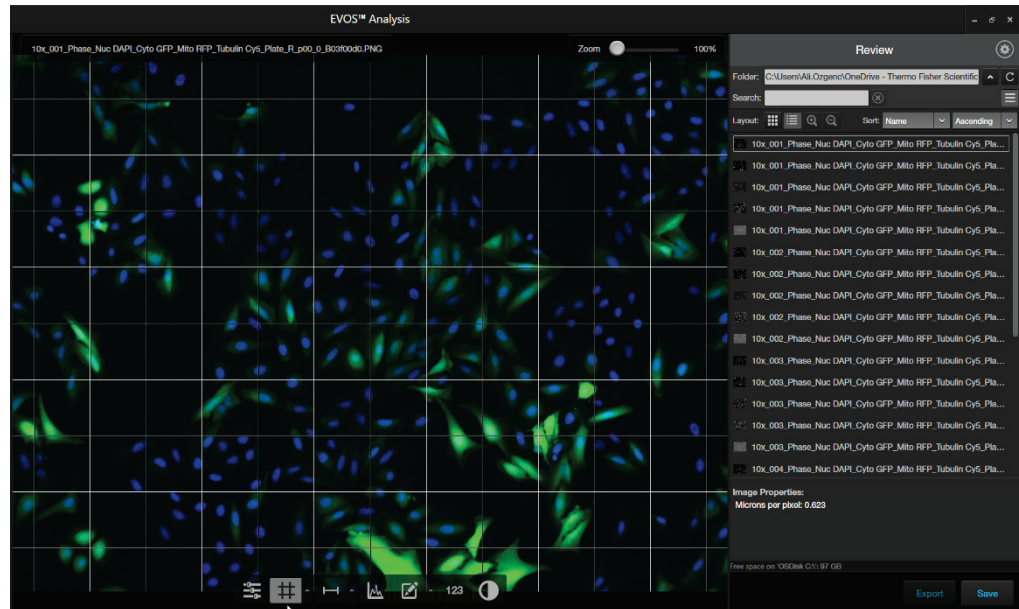 EVOS™ Analysis
10x_001_Phase_Nuc DAPI_Cyto GFP_Mito RFP_Tubulin Cy5_Plate_R_p00_0_B03f00d0.PNG
Zoom 100%
Review
Folder: C:\Users\Ali.Ozgenc\OneDrive - Thermo Fisher Scientific
Search:
Layout: Sort: Name Ascending
10x_001_Phase_Nuc DAPI_Cyto GFP_Mito RFP_Tubulin Cy5_Pla...
10x_001_Phase_Nuc DAPI_Cyto GFP_Mito RFP_Tubulin Cy5_Pla...
10x_001_Phase_Nuc DAPI_Cyto GFP_Mito RFP_Tubulin Cy5_Pla...
10x_001_Phase_Nuc DAPI_Cyto GFP_Mito RFP_Tubulin Cy5_Pla...
10x_001_Phase_Nuc DAPI_Cyto GFP_Mito RFP_Tubulin Cy5_Pla...
10x_002_Phase_Nuc DAPI_Cyto GFP_Mito RFP_Tubulin Cy5_Pla...
10x_002_Phase_Nuc DAPI_Cyto GFP_Mito RFP_Tubulin Cy5_Pla...
10x_002_Phase_Nuc DAPI_Cyto GFP_Mito RFP_Tubulin Cy5_Pla...
10x_002_Phase_Nuc DAPI_Cyto GFP_Mito RFP_Tubulin Cy5_Pla...
10x_002_Phase_Nuc DAPI_Cyto GFP_Mito RFP_Tubulin Cy5_Pla...
10x_003_Phase_Nuc DAPI_Cyto GFP_Mito RFP_Tubulin Cy5_Pla...
10x_003_Phase_Nuc DAPI_Cyto GFP_Mito RFP_Tubulin Cy5_Pla...
10x_003_Phase_Nuc DAPI_Cyto GFP_Mito RFP_Tubulin Cy5_Pla...
10x_003_Phase_Nuc DAPI_Cyto GFP_Mito RFP_Tubulin Cy5_Pla...
10x_003_Phase_Nuc DAPI_Cyto GFP_Mito RFP_Tubulin Cy5_Pla...
10x_004_Phase_Nuc DAPI_Cyto GFP_Mito RFP_Tubulin Cy5_Pla...
Image Properties:
Microns per pixel: 0.623
Free space on 'OSDisk C:\': 97 GB
123
Export Save